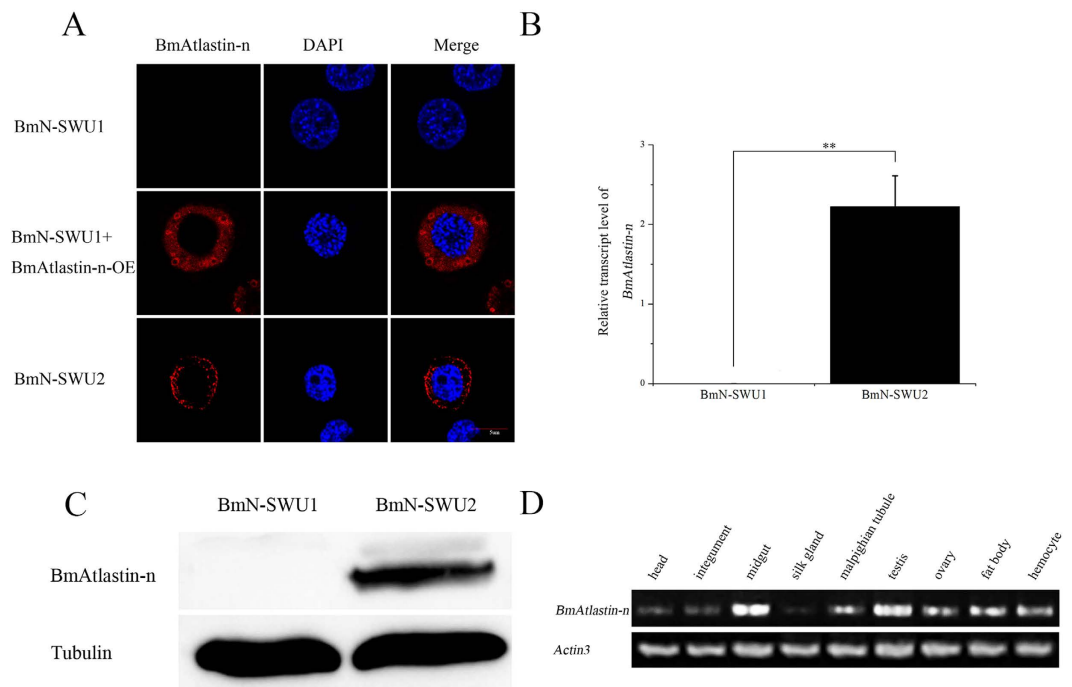 A
BmAtlastin-n DAPI Merge
BmN-SWU1
BmN-SWU1+
BmAtlastin-n-OE
BmN-SWU2
5um
B
Relative transcript level of
BmAtlastin-n
3
2
1
0
**
BmN-SWU1 BmN-SWU2
C
BmN-SWU1 BmN-SWU2
BmAtlastin-n
Tubulin
D
head integument midgut silk gland malpighian tubule testis ovary fat body hemocyte
BmAtlastin-n
Actin3